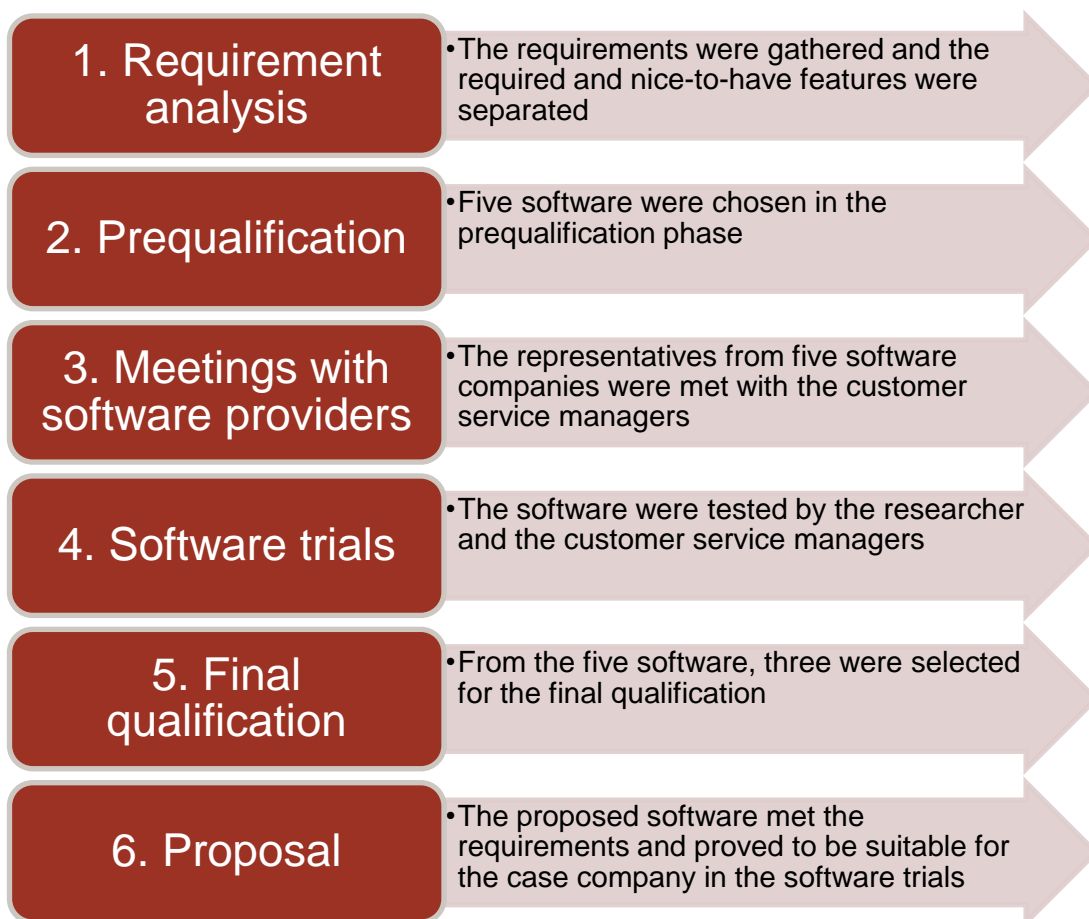 1. Requirement
analysis
•The requirements were gathered and the
required and nice-to-have features were
separated
2. Prequalification
•Five software were chosen in the
prequalification phase
3. Meetings with
software providers
•The representatives from five software
companies were met with the customer
service managers
4. Software trials
•The software were tested by the researcher
and the customer service managers
5. Final
qualification
•From the five software, three were selected
for the final qualification
6. Proposal
•The proposed software met the
requirements and proved to be suitable for
the case company in the software trials